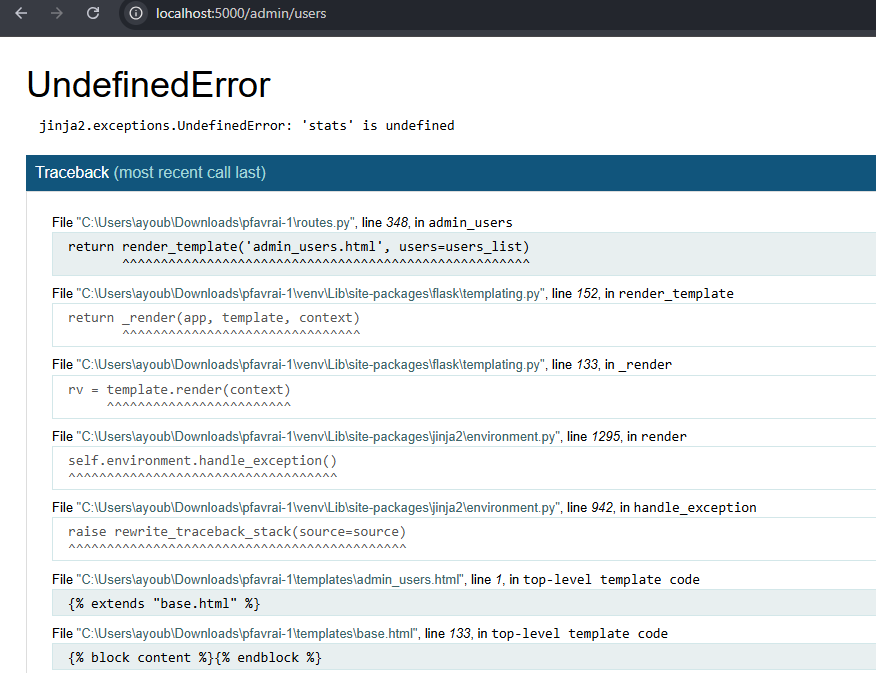 localhost:5000/admin/users
UndefinedError
jinja2.exceptions.UndefinedError: 'stats' is undefined
Traceback (most recent call last)
File "C:\Users\ayoub\Downloads\pfavrai-1\routes.py", line 348, in admin_users
return render_template('admin_users.html', users=users_list)
^^^^^^^^^^^^^^^^^^^^^^^^^^^^^^^^^^^^^^^^^^^^^^^^^^^^^
File "C:\Users\ayoub\Downloads\pfavrai-1\venv\Lib\site-packages\flask\templating.py", line 152, in render_template
return _render(app, template, context)
^^^^^^^^^^^^^^^^^^^^^^^^^^^^^^^
File "C:\Users\ayoub\Downloads\pfavrai-1\venv\Lib\site-packages\flask\templating.py", line 133, in _render
rv = template.render(context)
^^^^^^^^^^^^^^^^^^^^^^^^
File "C:\Users\ayoub\Downloads\pfavrai-1\venv\Lib\site-packages\jinja2\environment.py", line 1295, in render
self.environment.handle_exception()
^^^^^^^^^^^^^^^^^^^^^^^^^^^^^^^^^^^
File "C:\Users\ayoub\Downloads\pfavrai-1\venv\Lib\site-packages\jinja2\environment.py", line 942, in handle_exception
raise rewrite_traceback_stack(source=source)
^^^^^^^^^^^^^^^^^^^^^^^^^^^^^^^^^^^^^^^^^^^^
File "C:\Users\ayoub\Downloads\pfavrai-1\templates\admin_users.html", line 1, in top-level template code
{% extends "base.html" %}
File "C:\Users\ayoub\Downloads\pfavrai-1\templates\base.html", line 133, in top-level template code
{% block content %}{% endblock %}